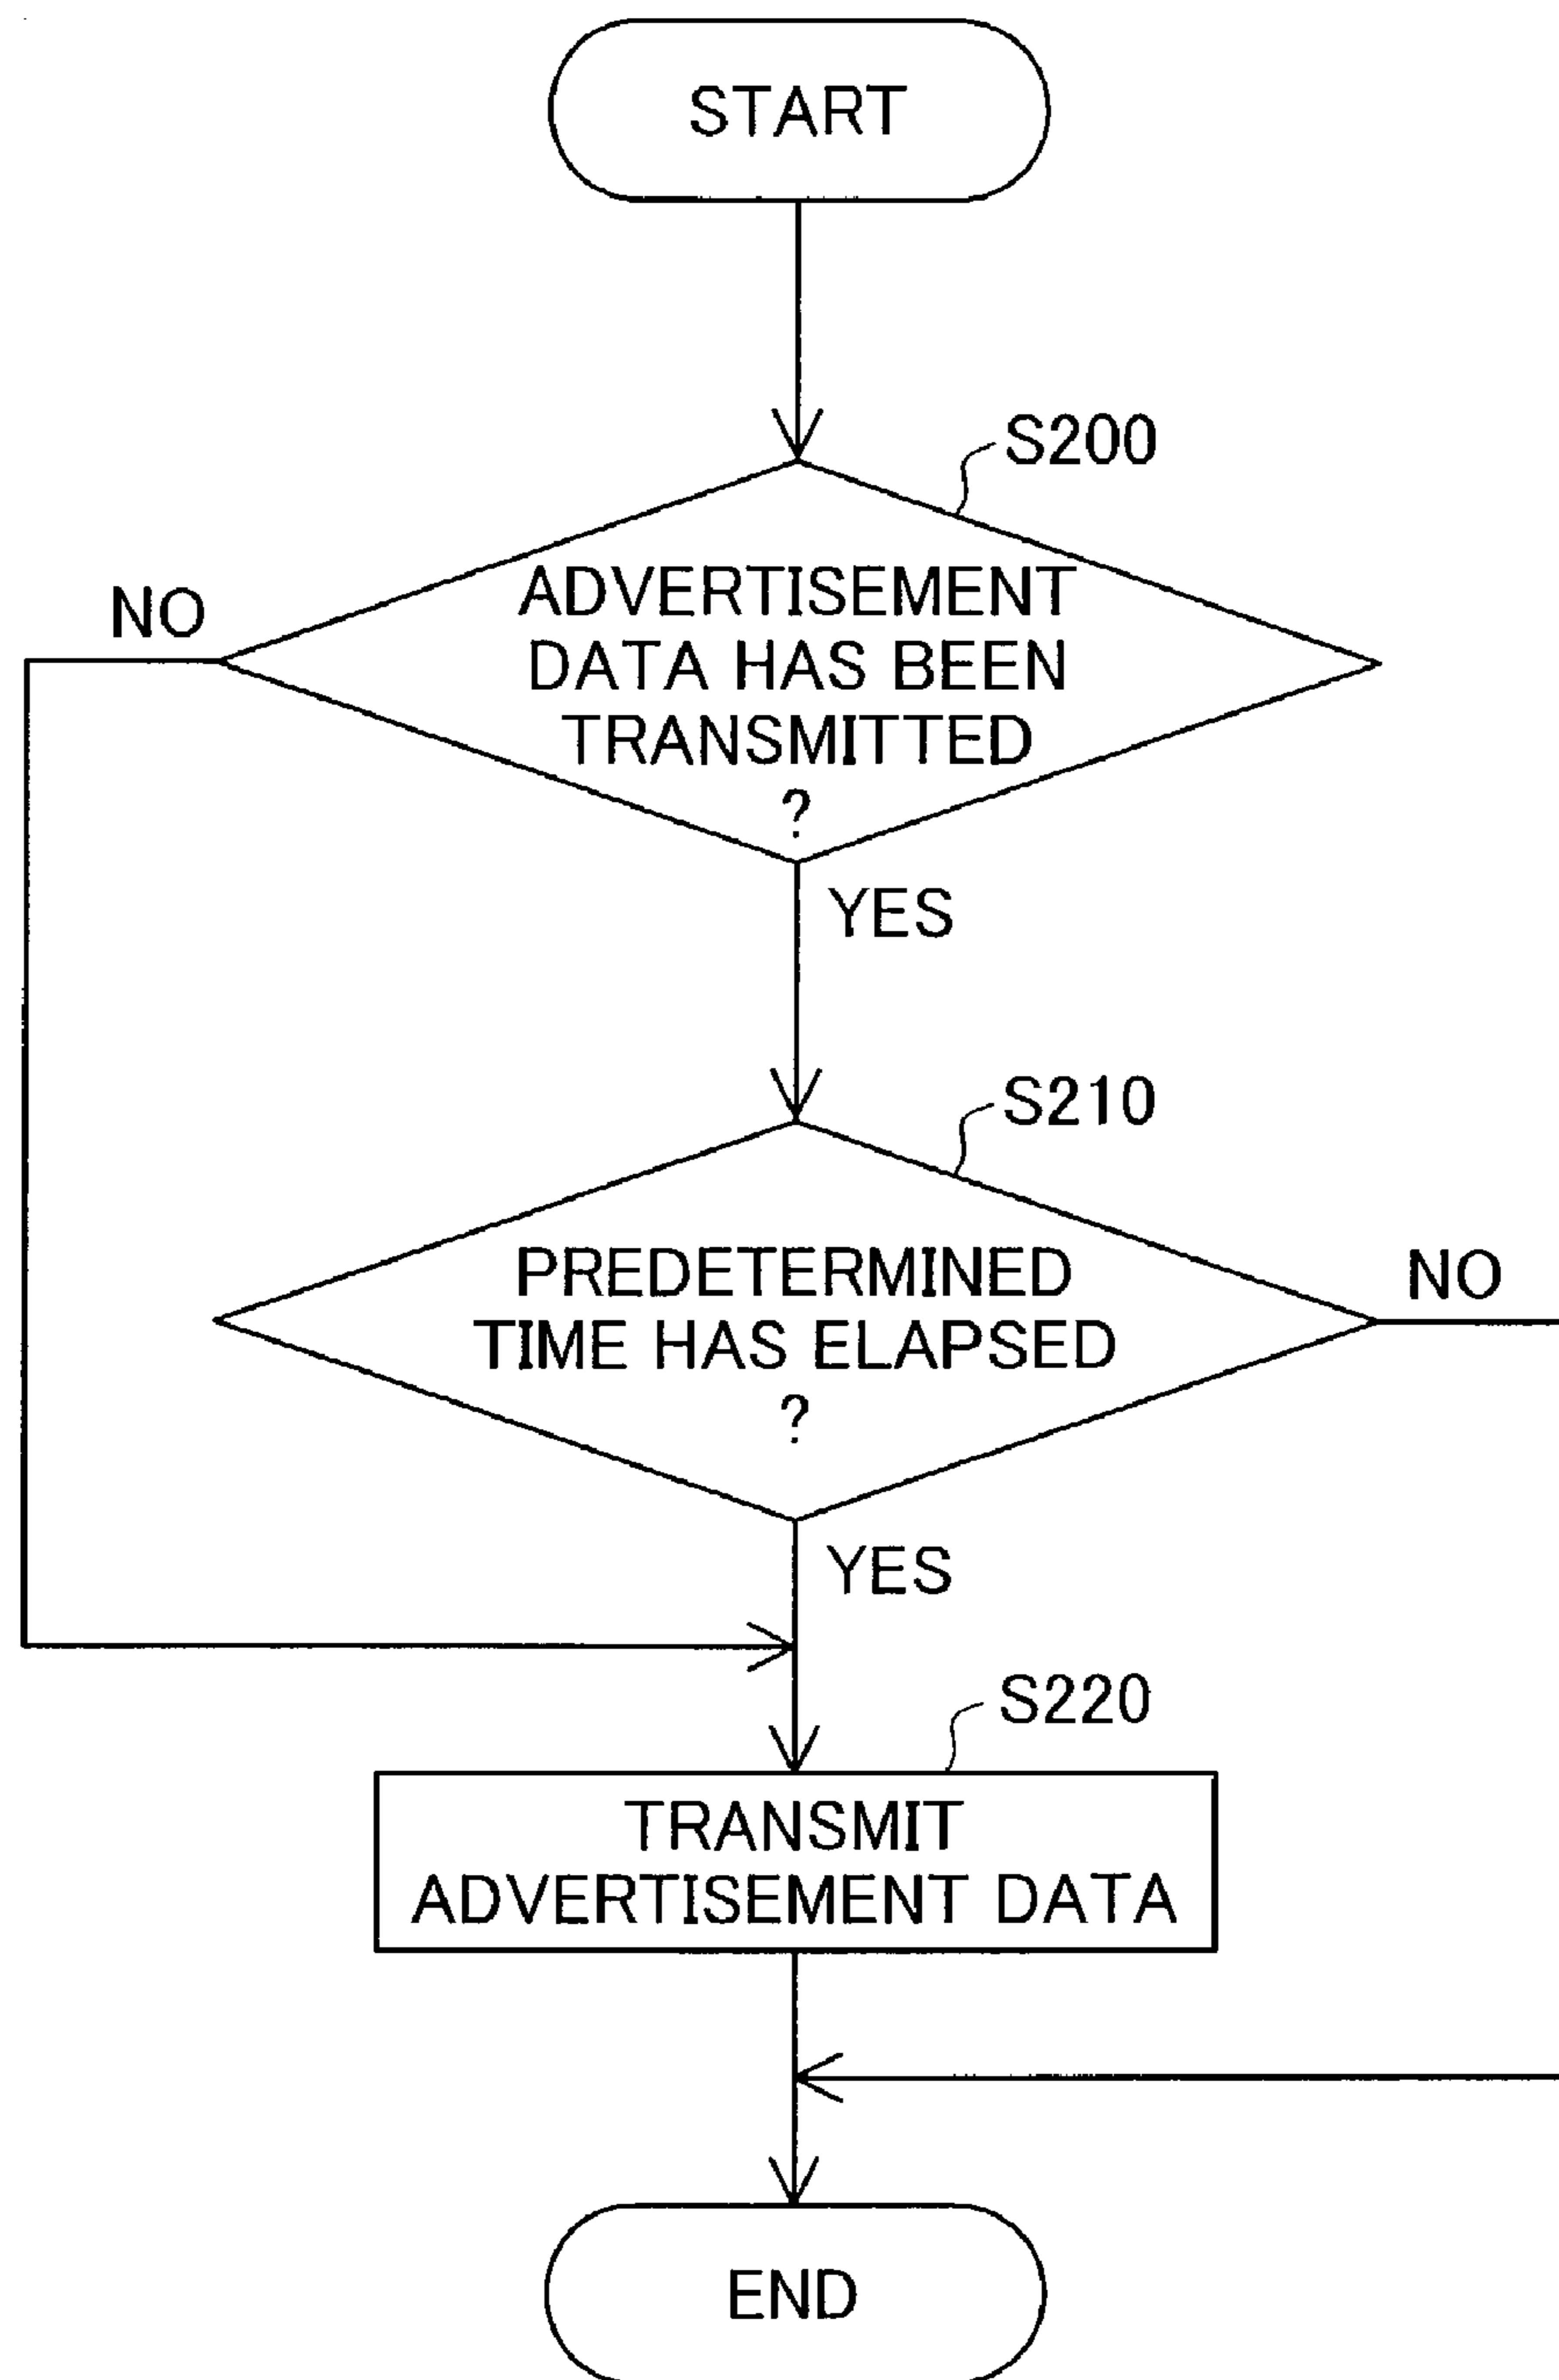 START
S200
NO
ADVERTISEMENT
DATA HAS BEEN
TRANSMITTED
?
YES
S210
PREDETERMINED
TIME HAS ELAPSED
?
NO
YES
S220
TRANSMIT
ADVERTISEMENT DATA
END